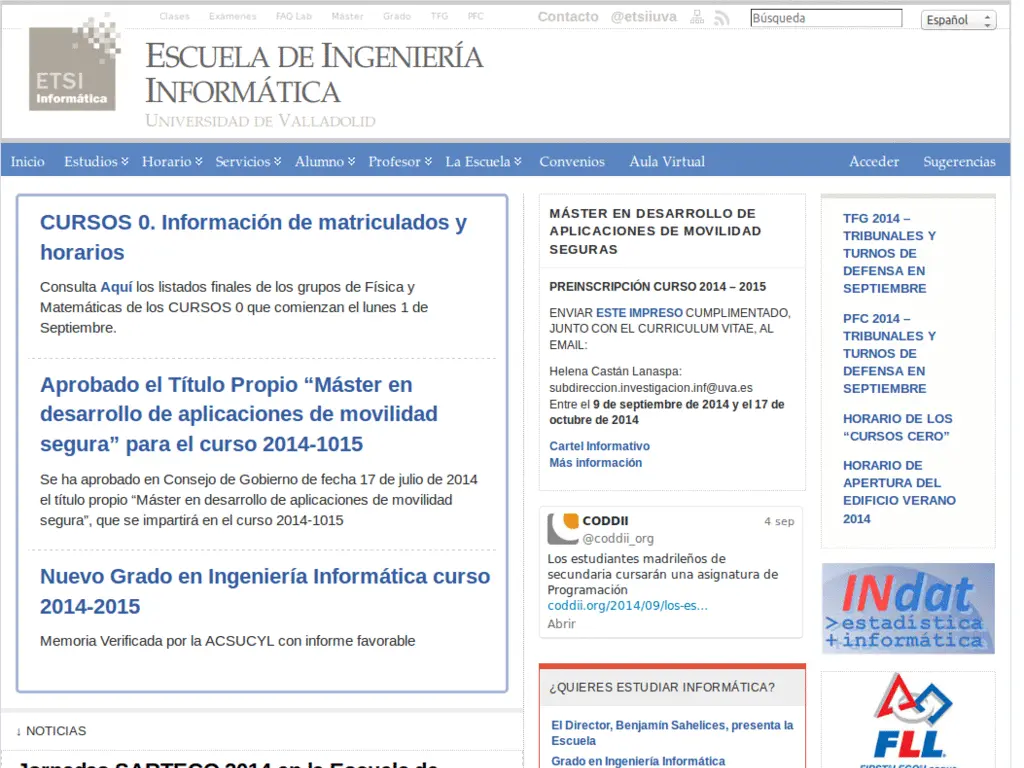 Clases Exámenes FAQ Lab Máster Grado TFG PFC
Contacto @etsiiuva
Búsqueda
Español
ETSI
Informática
Escuela de Ingeniería
Informática
Universidad de Valladolid
Inicio Estudios Horario Servicios Alumno Profesor La Escuela Convenios Aula Virtual Acceder Sugerencias
CURSOS 0. Información de matriculados y
horarios
Consulta Aquí los listados finales de los grupos de Física y
Matemáticas de los CURSOS 0 que comienzan el lunes 1 de
Septiembre.
Aprobado el Título Propio “Máster en
desarrollo de aplicaciones de movilidad
segura” para el curso 2014-1015
Se ha aprobado en Consejo de Gobierno de fecha 17 de julio de 2014
el título propio “Máster en desarrollo de aplicaciones de movilidad
segura”, que se impartirá en el curso 2014-1015
Nuevo Grado en Ingeniería Informática curso
2014-2015
Memoria Verificada por la ACSUCYL con informe favorable
↓ NOTICIAS
Jornadas SARTECO 2014 en la Escuela de
MÁSTER EN DESARROLLO DE
APLICACIONES DE MOVILIDAD
SEGURAS
PREINSCRIPCIÓN CURSO 2014 – 2015
ENVIAR ESTE IMPRESO CUMPLIMENTADO,
JUNTO CON EL CURRICULUM VITAE, AL
EMAIL:
Helena Castán Lanaspa:
subdireccion.investigacion.inf@uva.es
Entre el 9 de septiembre de 2014 y el 17 de
octubre de 2014
Cartel Informativo
Más información
CODDII 4 sep
@coddii_org
Los estudiantes madrileños de
secundaria cursarán una asignatura de
Programación
coddii.org/2014/09/los-es...
Abrir
¿QUIERES ESTUDIAR INFORMÁTICA?
El Director, Benjamín Sahelices, presenta la
Escuela
Grado en Ingeniería Informática
TFG 2014 –
TRIBUNALES Y
TURNOS DE
DEFENSA EN
SEPTIEMBRE
PFC 2014 –
TRIBUNALES Y
TURNOS DE
DEFENSA EN
SEPTIEMBRE
HORARIO DE LOS
“CURSOS CERO”
HORARIO DE
APERTURA DEL
EDIFICIO VERANO
2014
INdat
>estadística
+informática
FLL
FIRST LEGO League